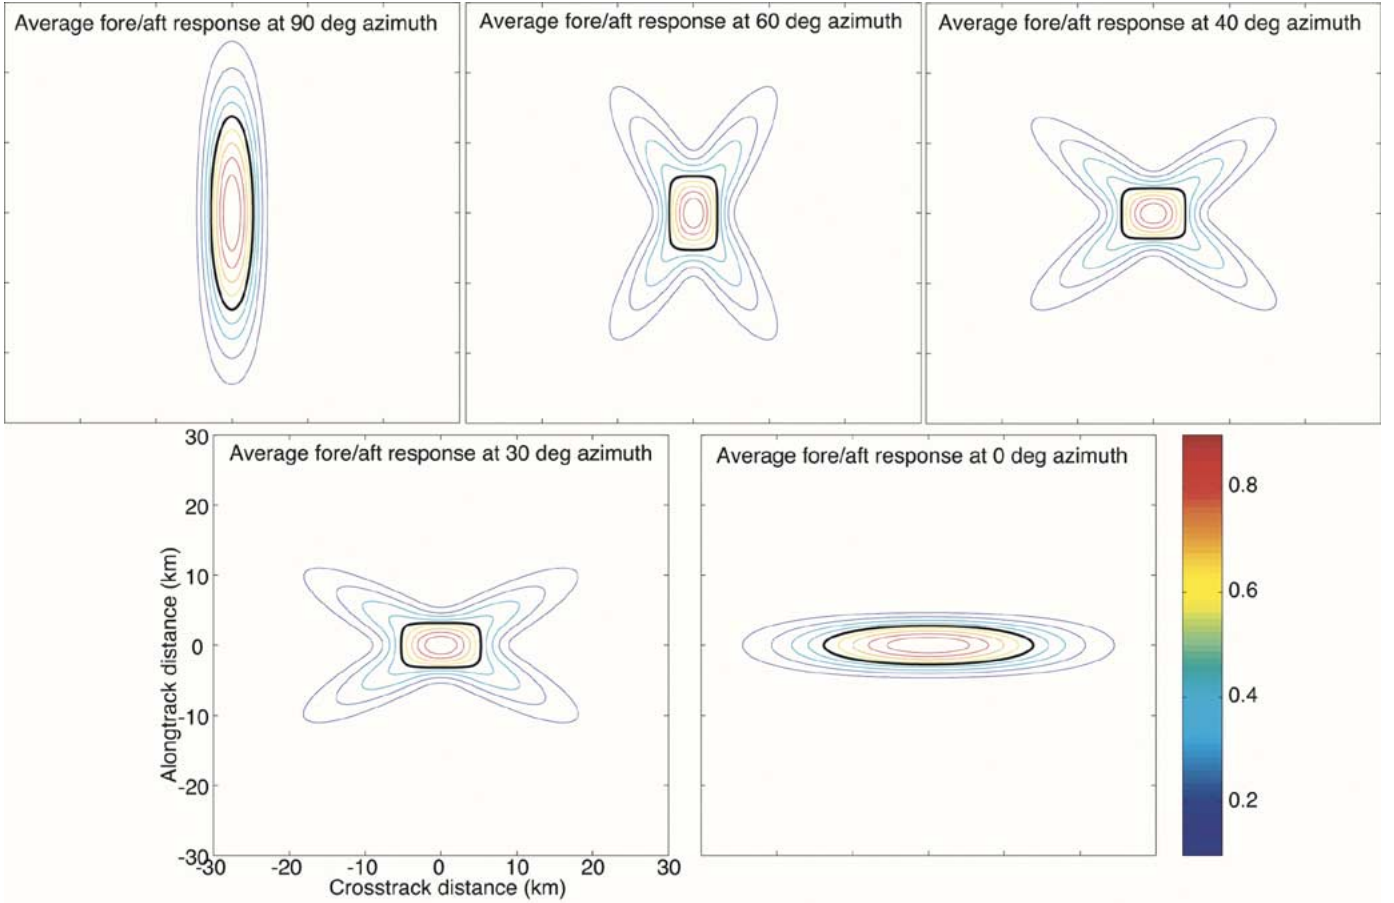 Average fore/aft response at 90 deg azimuth
Average fore/aft response at 60 deg azimuth
Average fore/aft response at 40 deg azimuth
Average fore/aft response at 30 deg azimuth
Average fore/aft response at 0 deg azimuth
30
20
10
0
-10
-20
-30
Alongtrack distance (km)
-30
-20
-10
0
10
20
30
Crosstrack distance (km)
0.8
0.6
0.4
0.2